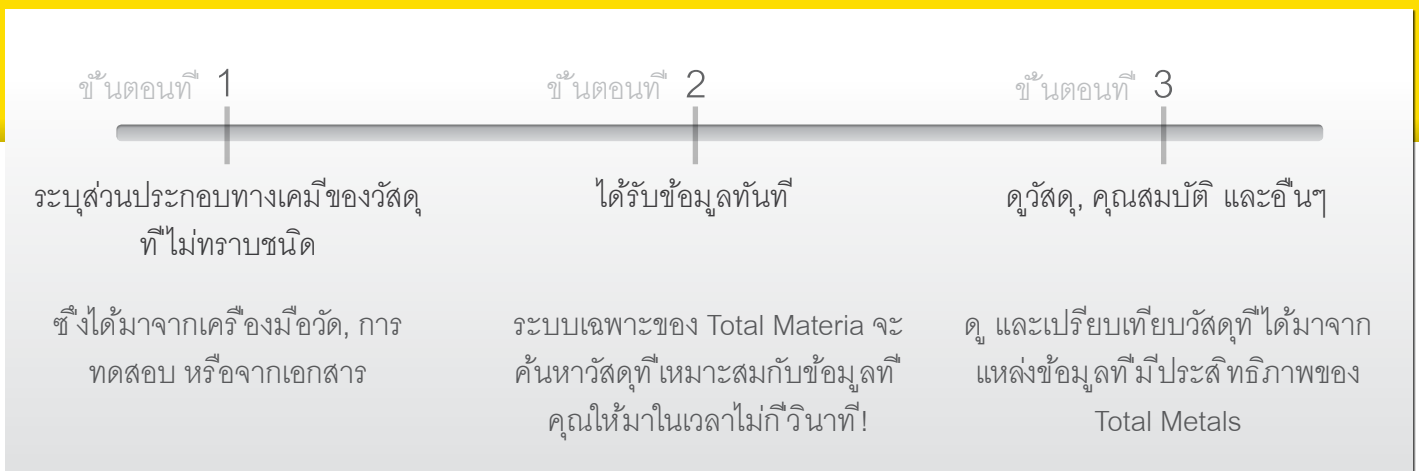 ขั้นตอนที่ 1
ขั้นตอนที่ 2
ขั้นตอนที่ 3
ระบุส่วนประกอบทางเคมีของวัสดุ
ที่ไม่ทราบชนิด
ซึ่งได้มาจากเครื่องมือวัด, การ
ทดสอบ หรือจากเอกสาร
ได้รับข้อมูลทันที
ระบบเฉพาะของ Total Materia จะ
ค้นหาวัสดุที่เหมาะสมกับข้อมูลที่
คุณให้มาในเวลาไม่กี่วินาที!
ดูวัสดุ, คุณสมบัติ และอื่นๆ
ดู และเปรียบเทียบวัสดุที่ได้มาจาก
แหล่งข้อมูลที่มีประสิทธิภาพของ
Total Metals